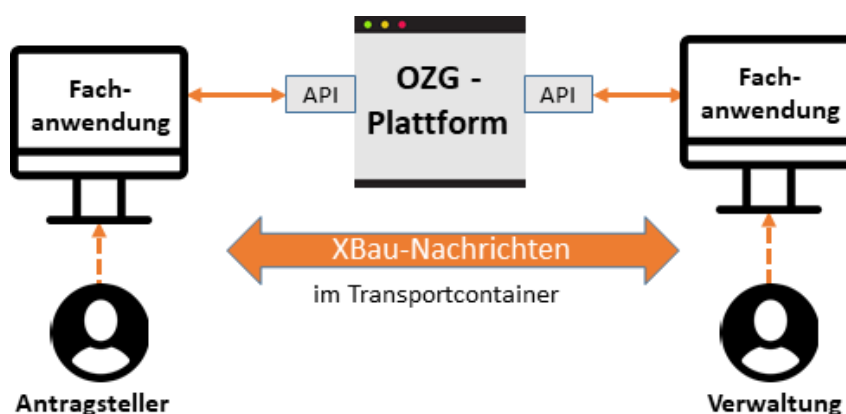 Fach-
anwendung
API
OZG -
Plattform
API
Fach-
anwendung
XBau-Nachrichten
im Transportcontainer
Antragsteller
Verwaltung